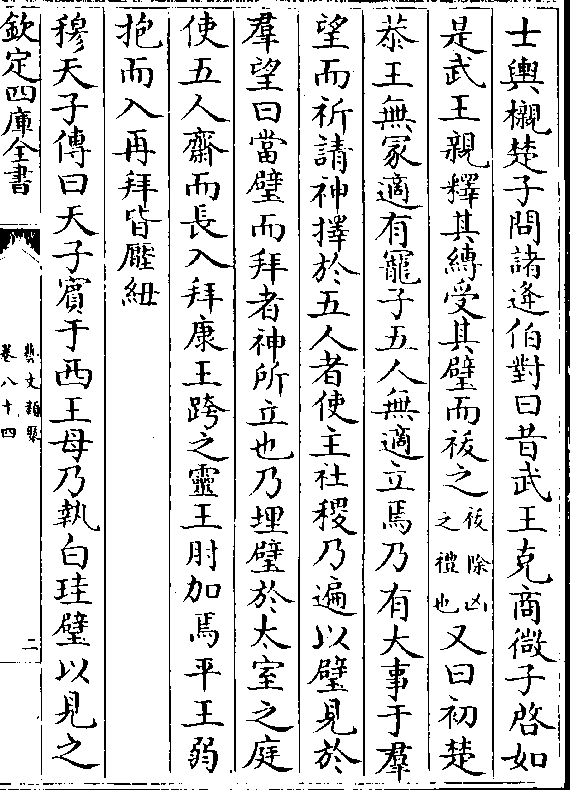 士輿櫬楚子問諸逢伯對曰昔武王克商微子啓如
是武王親釋其縛受其璧而祓之祓除凶之禮也又曰初楚
恭王無冢適有寵子五人無適立焉乃有大事于羣
望而祈請神擇於五人者使主社稷乃遍以璧見於
羣望曰當璧而拜者神所立也乃埋璧於太室之庭
使五人齋而長入拜康王跨之靈王肘加焉平王弱
抱而入再拜皆壓紐
穆天子傳曰天子賓于西王母乃執白珪璧以見之
欽定四庫全書
藝文類聚
卷八十四
二